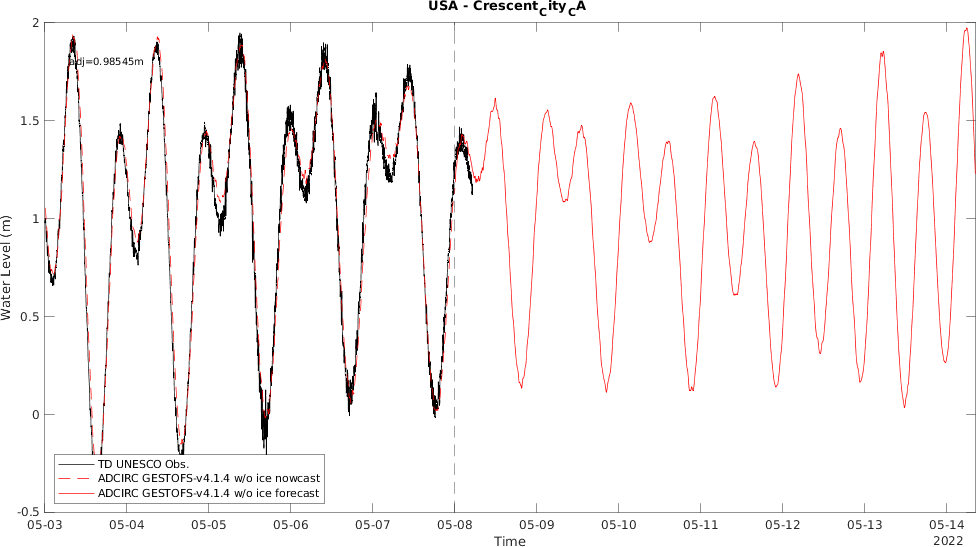 USA - CrescentCityCA
2
adj=0.98545m
1.5
1
0.5
0
-0.5
Water Level (m)
TD UNESCO Obs.
ADCIRC GESTOFS-v4.1.4 w/o ice nowcast
ADCIRC GESTOFS-v4.1.4 w/o ice forecast
05-03 05-04 05-05 05-06 05-07 05-08 05-09 05-10 05-11 05-12 05-13 05-14
Time
2022